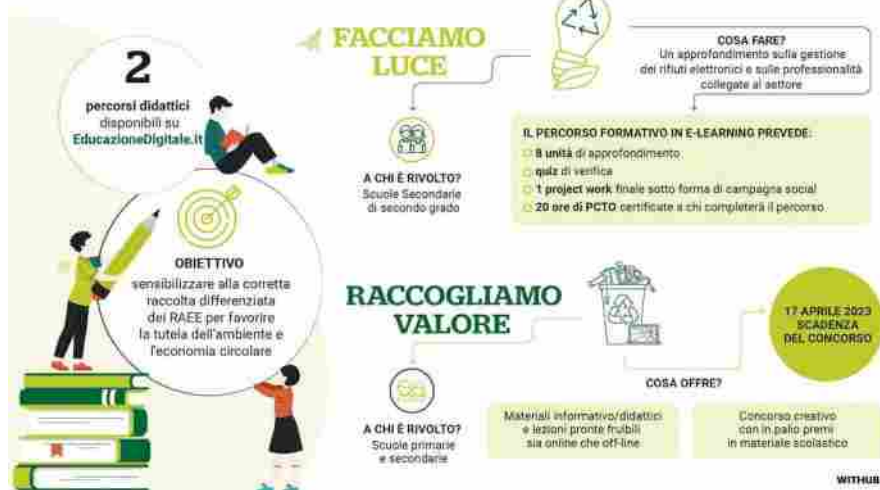 2
percorsi didattici
disponibili su
EducazioneDigitale.it
OBIETTIVO
sensibilizzare alla corretta
raccolta differenziata
dei RAEE per favorire
la tutela dell'ambiente e
l'economia circolare
FACCIAMO
LUCE
A CHI È RIVOLTO?
Scuole Secondarie
di secondo grado
COSA FARE?
Un approfondimento sulla gestione
dei rifiuti elettronici e sulle professionalità
collegate al settore
IL PERCORSO FORMATIVO IN E-LEARNING PREVEDE:
8 unità di approfondimento
quiz di verifica
1 project work finale sotto forma di campagna social
20 ore di PCTO certificate a chi completerà il percorso
RACCOGLIAMO
VALORE
A CHI È RIVOLTO?
Scuole primarie
e secondarie
COSA OFFRE?
Materiali informativo/didattici
e lezioni pronte fruibili
sia online che off-line
Concorso creativo
con in palio premi
in materiale scolastico
17 APRILE 2023
SCADENZA
DEL CONCORSO
WITHUB